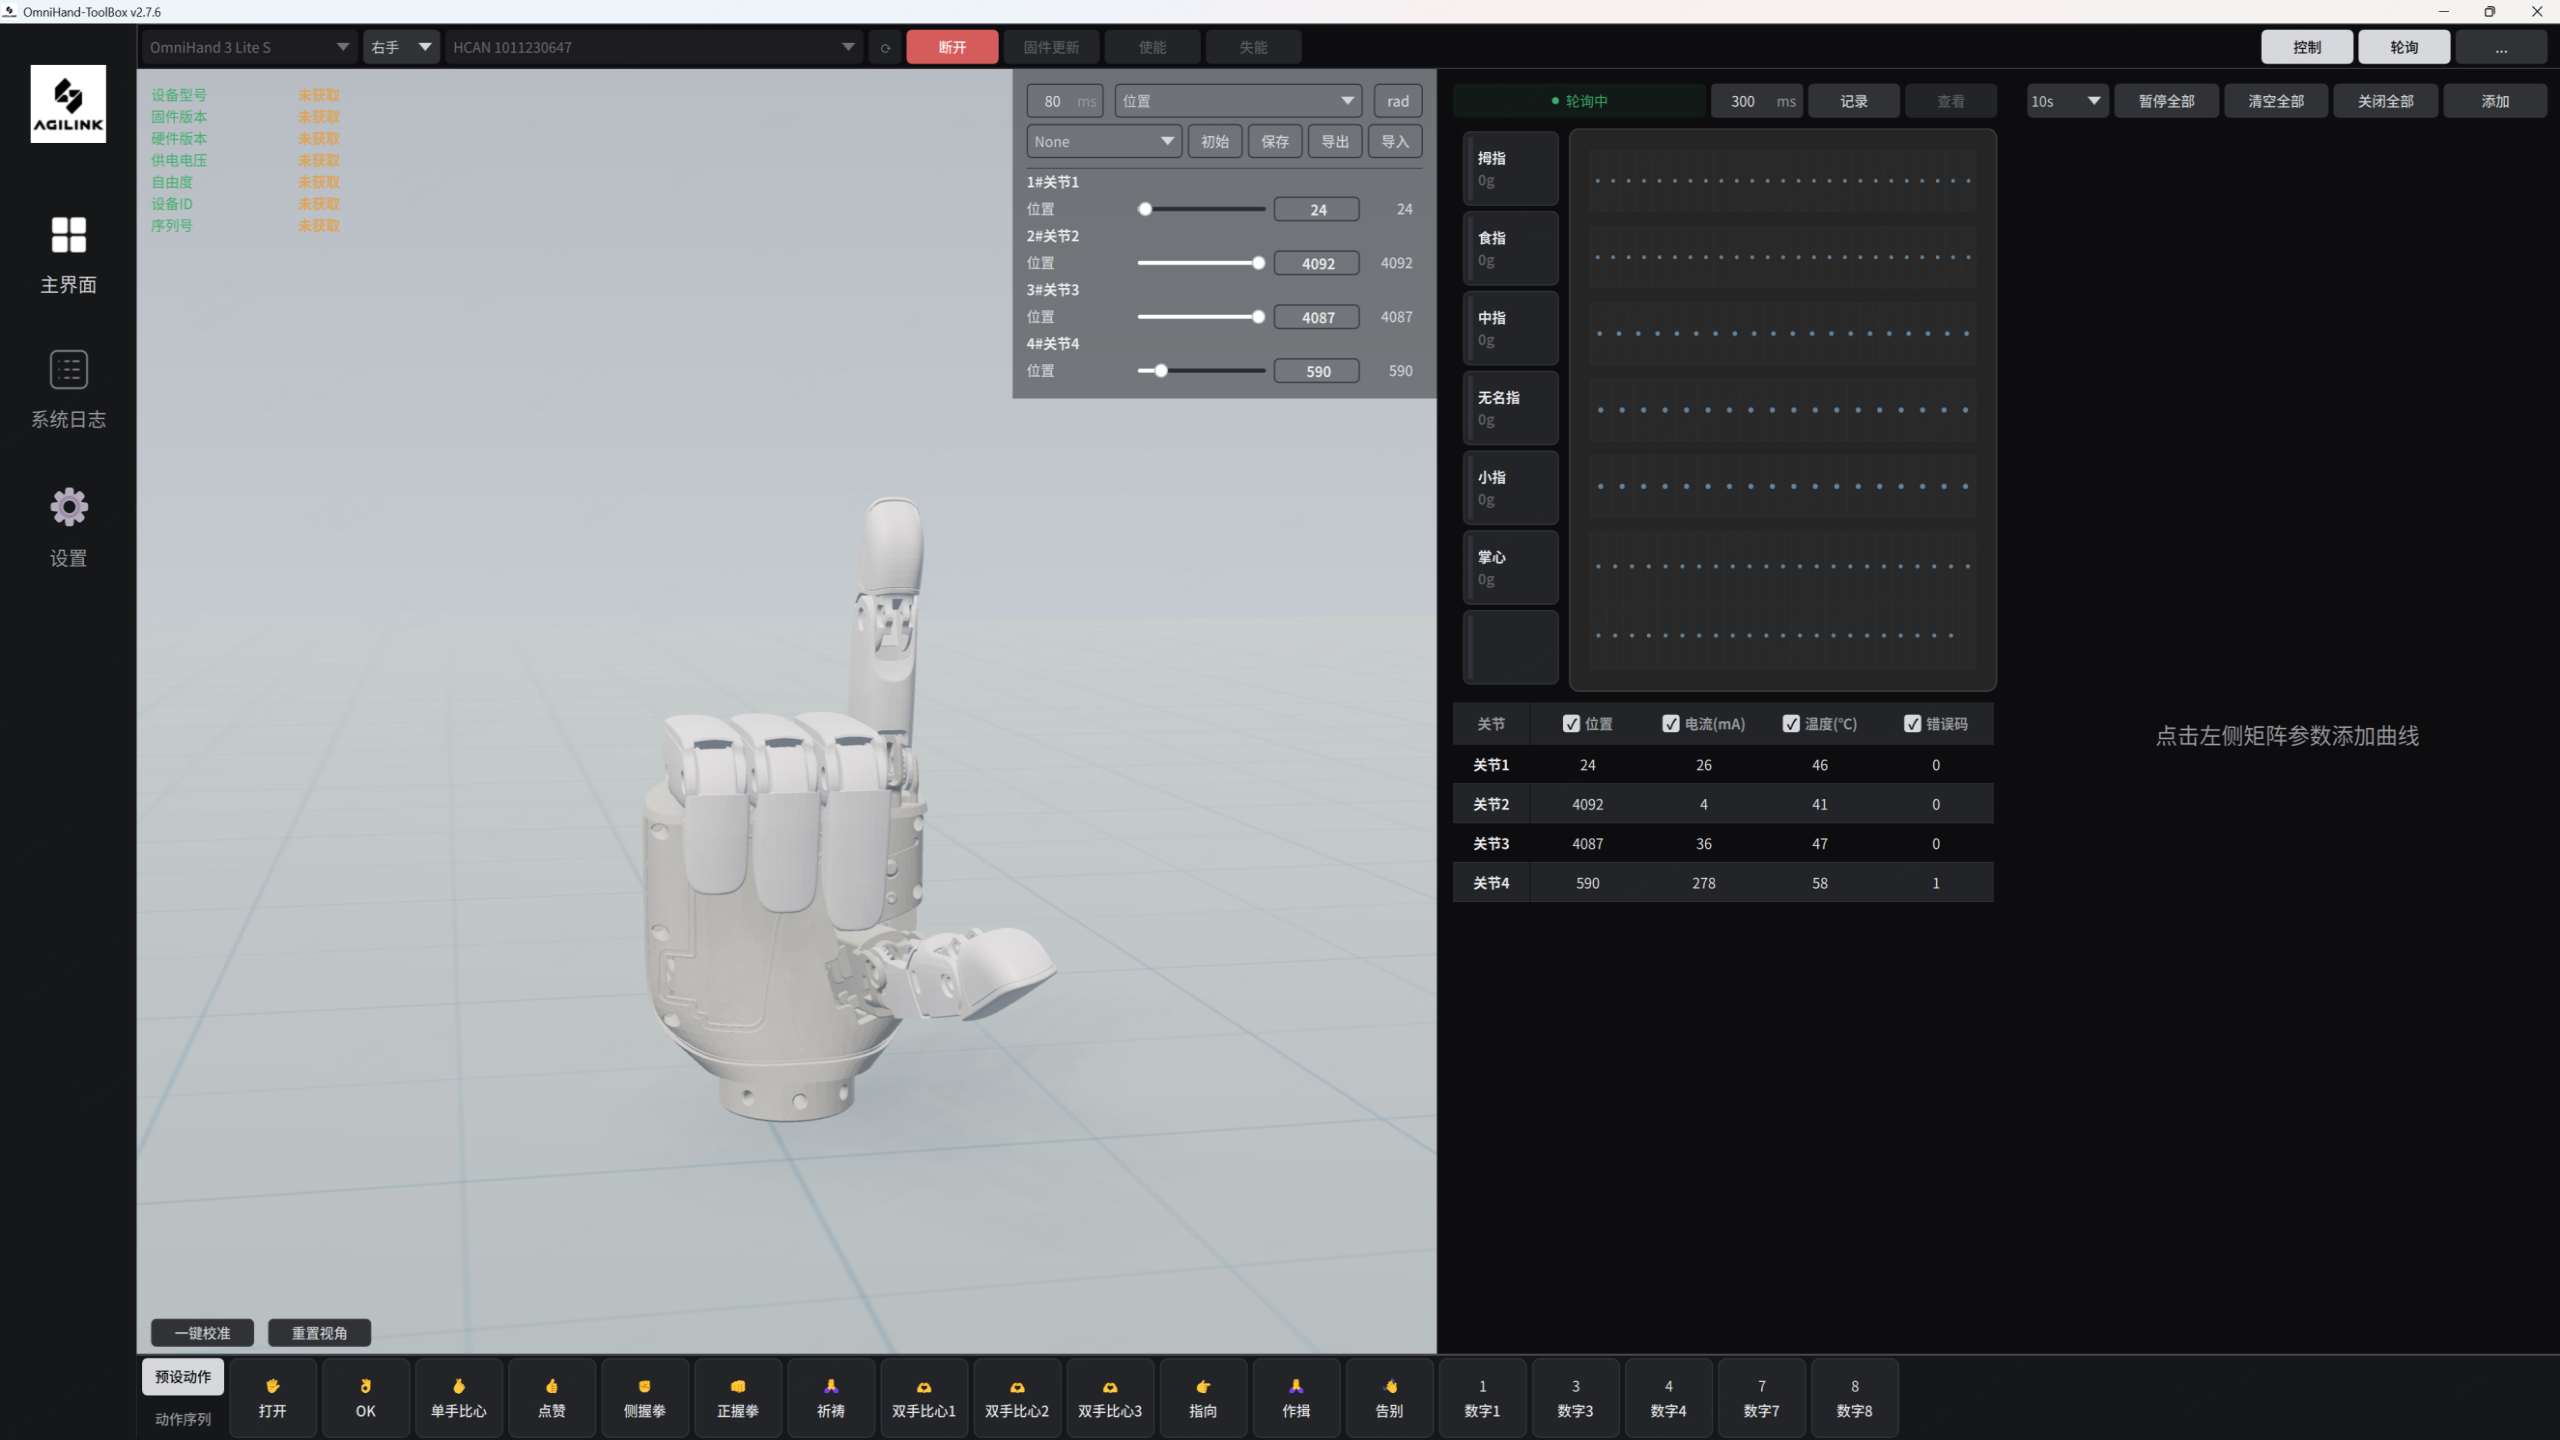 OmniHand-ToolBox v2.7.6
AGILINK
主界面
系统日志
设置
OmniHand 3 Lite S 右手 HCAN 1011230647 断开 固件更新 使能 失能 控制 轮询 ...
设备型号 未获取
固件版本 未获取
硬件版本 未获取
供电电压 未获取
自由度 未获取
设备ID 未获取
序列号 未获取
80 ms 位置 rad
None 初始 保存 导出 导入
1#关节1
位置 24 24
2#关节2
位置 4092 4092
3#关节3
位置 4087 4087
4#关节4
位置 590 590
一键校准 重置视角
轮询中 300 ms 记录 查看
拇指
0g
食指
0g
中指
0g
无名指
0g
小指
0g
掌心
0g
关节 位置 电流(mA) 温度(℃) 错误码
关节1 24 26 46 0
关节2 4092 4 41 0
关节3 4087 36 47 0
关节4 590 278 58 1
10s 暂停全部 清空全部 关闭全部 添加
点击左侧矩阵参数添加曲线
预设动作
动作序列
打开
OK
单手比心
点赞
侧握拳
正握拳
祈祷
双手比心1
双手比心2
双手比心3
指向
作揖
告别
1
数字1
3
数字3
4
数字4
7
数字7
8
数字8